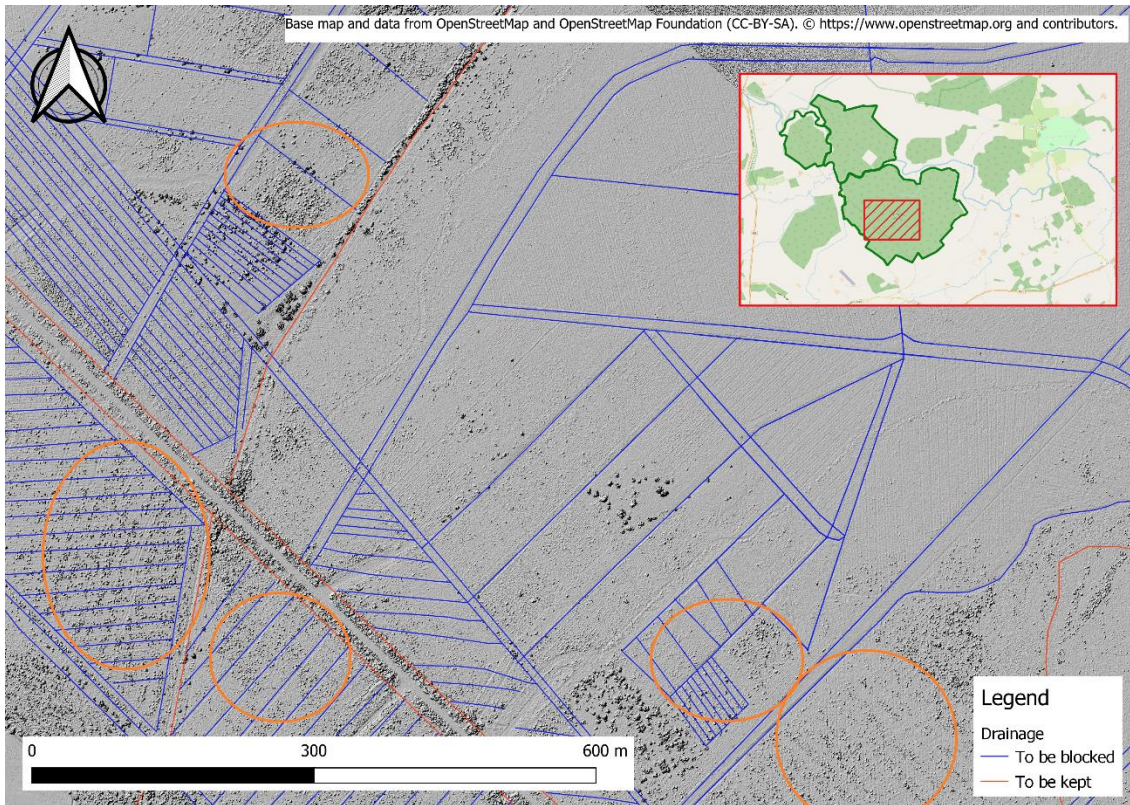 Base map and data from OpenStreetMap and OpenStreetMap Foundation (CC-BY-SA). © https://www.openstreetmap.org and contributors.
Legend
Drainage
To be blocked
To be kept
0 300 600 m